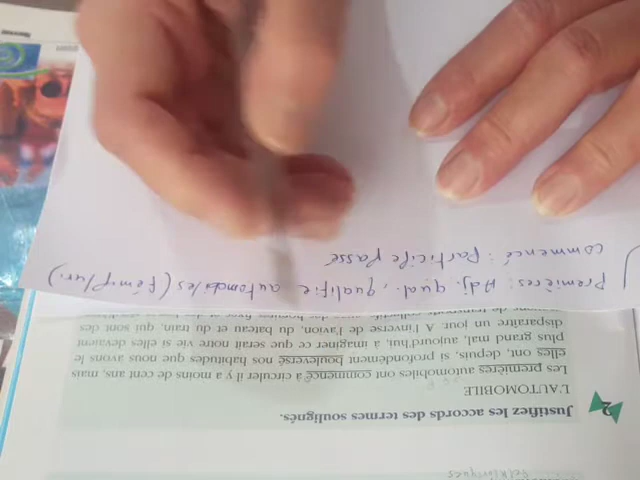 2 Justifiez les accords des termes soulignés.
L'AUTOMOBILE
Les premières automobiles ont commencé à circuler il y a moins de cent ans, mais
elles ont, depuis, si profondément bouleversé nos habitudes que nous avons le
plus grand mal, aujourd'hui, à imaginer ce que serait notre vie si elles devaient
disparaître un jour. A l'inverse de l'avion, du bateau et du train, qui sont des
Premières : Adj. qual., qualifie automobiles (Fém. plur.)
commencé : Participe passé